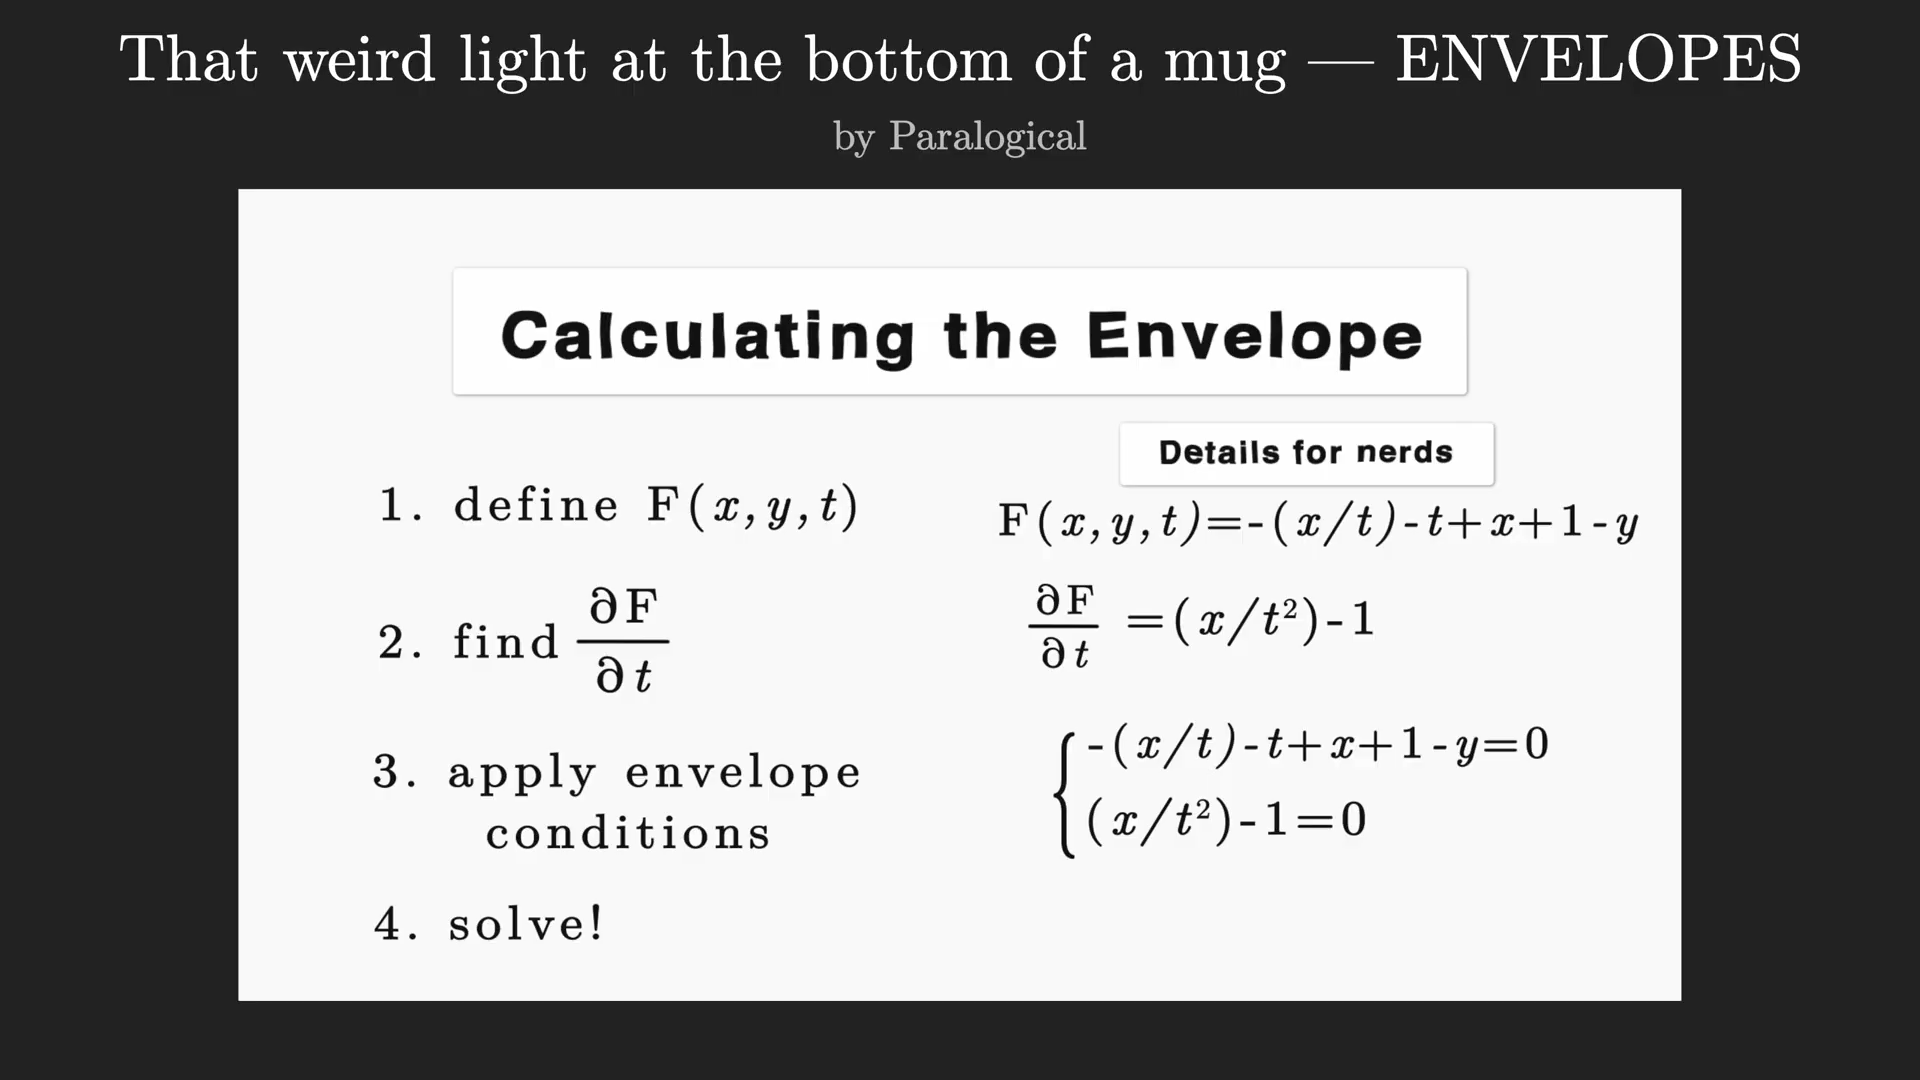 That weird light at the bottom of a mug — ENVELOPES
by Paralogical
Calculating the Envelope
Details for nerds
1. define F(x,y,t)
F(x,y,t)=-(x/t)-t+x+1-y
2. find ∂F/∂t
∂F/∂t =(x/t²)-1
3. apply envelope
conditions
{-(x/t)-t+x+1-y=0
(x/t²)-1=0
4. solve!